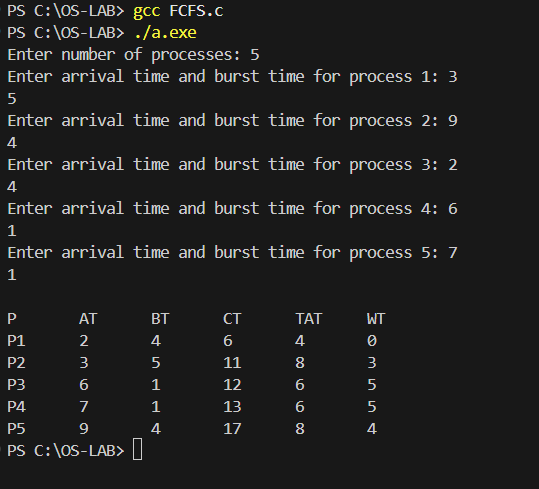 PS C:\OS-LAB> gcc FCFS.c
PS C:\OS-LAB> ./a.exe
Enter number of processes: 5
Enter arrival time and burst time for process 1: 3
5
Enter arrival time and burst time for process 2: 9
4
Enter arrival time and burst time for process 3: 2
4
Enter arrival time and burst time for process 4: 6
1
Enter arrival time and burst time for process 5: 7
1
P AT BT CT TAT WT
P1 2 4 6 4 0
P2 3 5 11 8 3
P3 6 1 12 6 5
P4 7 1 13 6 5
P5 9 4 17 8 4
PS C:\OS-LAB>